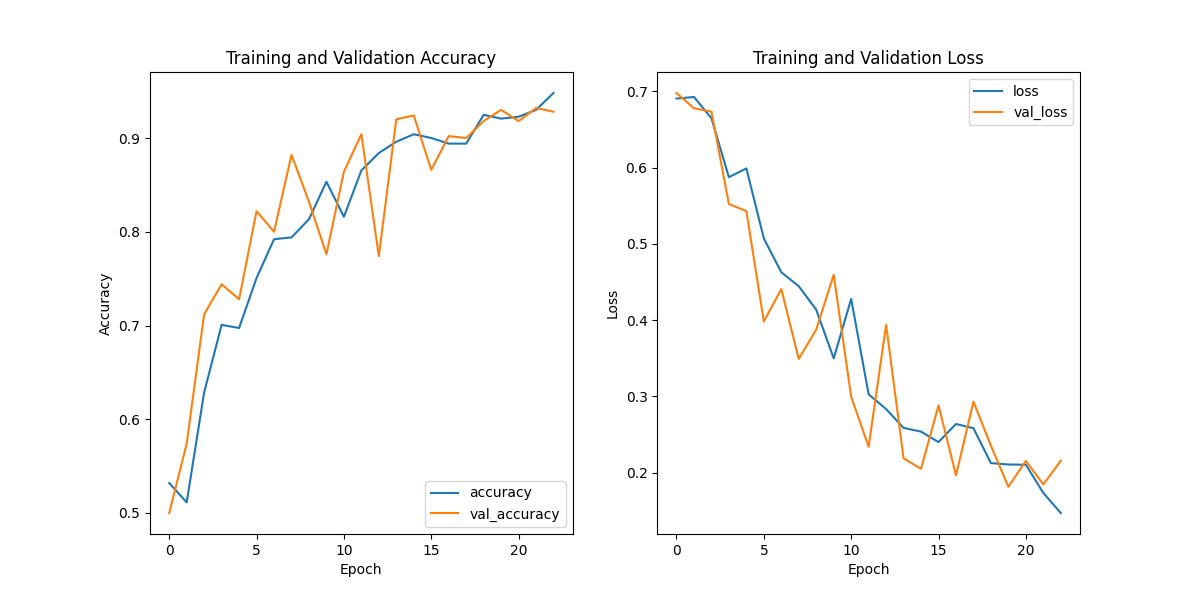 Training and Validation Accuracy
Accuracy
0.9
0.8
0.7
0.6
0.5
0
5
10
15
20
Epoch
accuracy
val_accuracy
Training and Validation Loss
Loss
0.7
0.6
0.5
0.4
0.3
0.2
0
5
10
15
20
Epoch
loss
val_loss